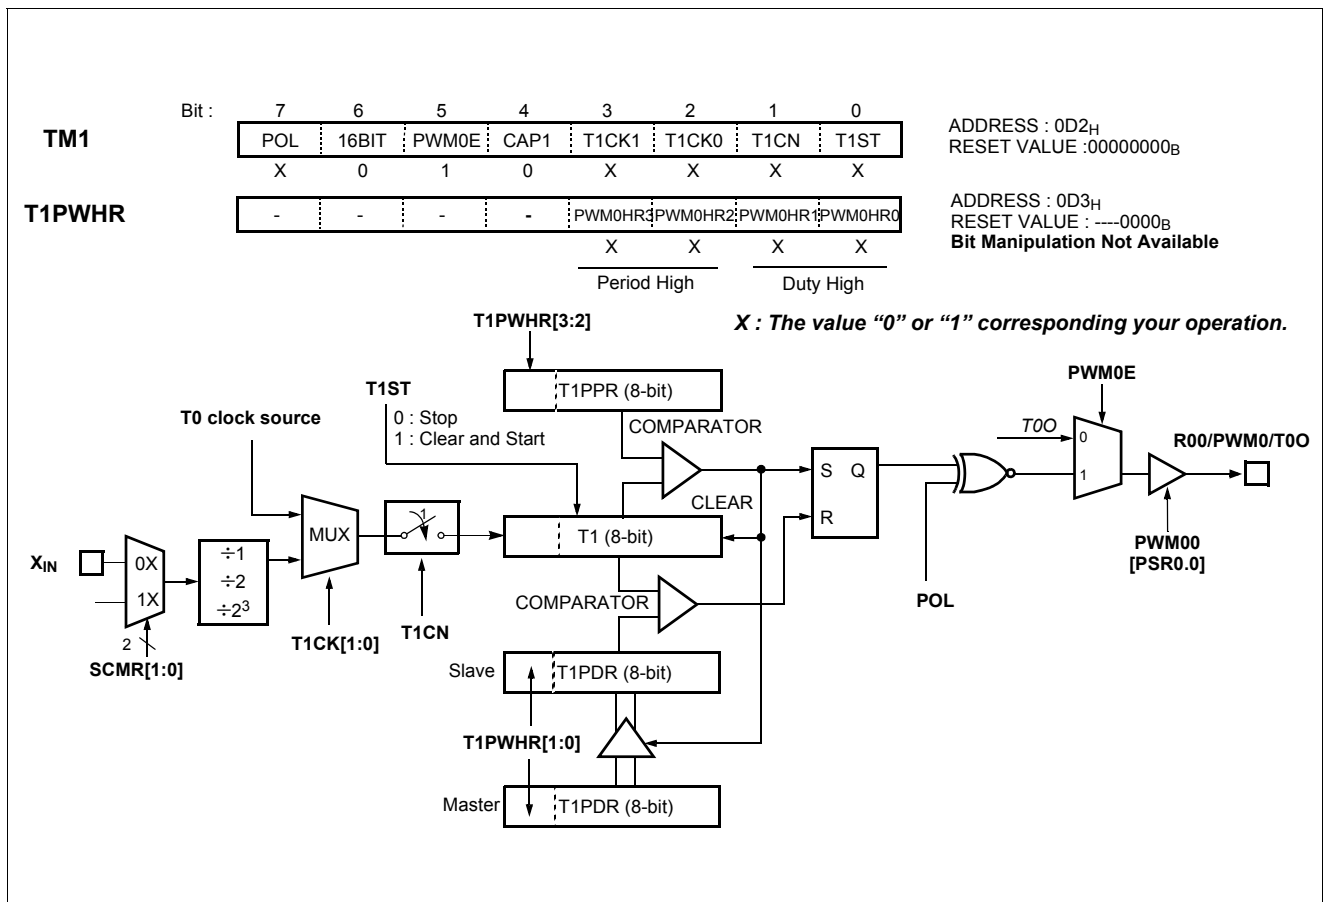 Bit : 7 6 5 4 3 2 1 0
TM1 POL 16BIT PWM0E CAP1 T1CK1 T1CK0 T1CN T1ST
ADDRESS : 0D2H
RESET VALUE :00000000B
X 0 1 0 X X X X
T1PWHR - - - - PWM0HR3 PWM0HR2 PWM0HR1 PWM0HR0
ADDRESS : 0D3H
RESET VALUE : ----0000B
Bit Manipulation Not Available
X X X X
Period High Duty High
X : The value “0” or “1” corresponding your operation.
T1PWHR[3:2]
T1PPR (8-bit)
T1ST
0 : Stop
1 : Clear and Start
T0 clock source
COMPARATOR
CLEAR
MUX
1
T1 (8-bit)
XIN
0X
1X
÷1
÷2
÷2³
2
SCMR[1:0]
T1CK[1:0]
T1CN
COMPARATOR
S Q
R
POL
PWM0E
T0O
0
1
R00/PWM0/T0O
PWM00
[PSR0.0]
Slave
T1PDR (8-bit)
T1PWHR[1:0]
Master
T1PDR (8-bit)